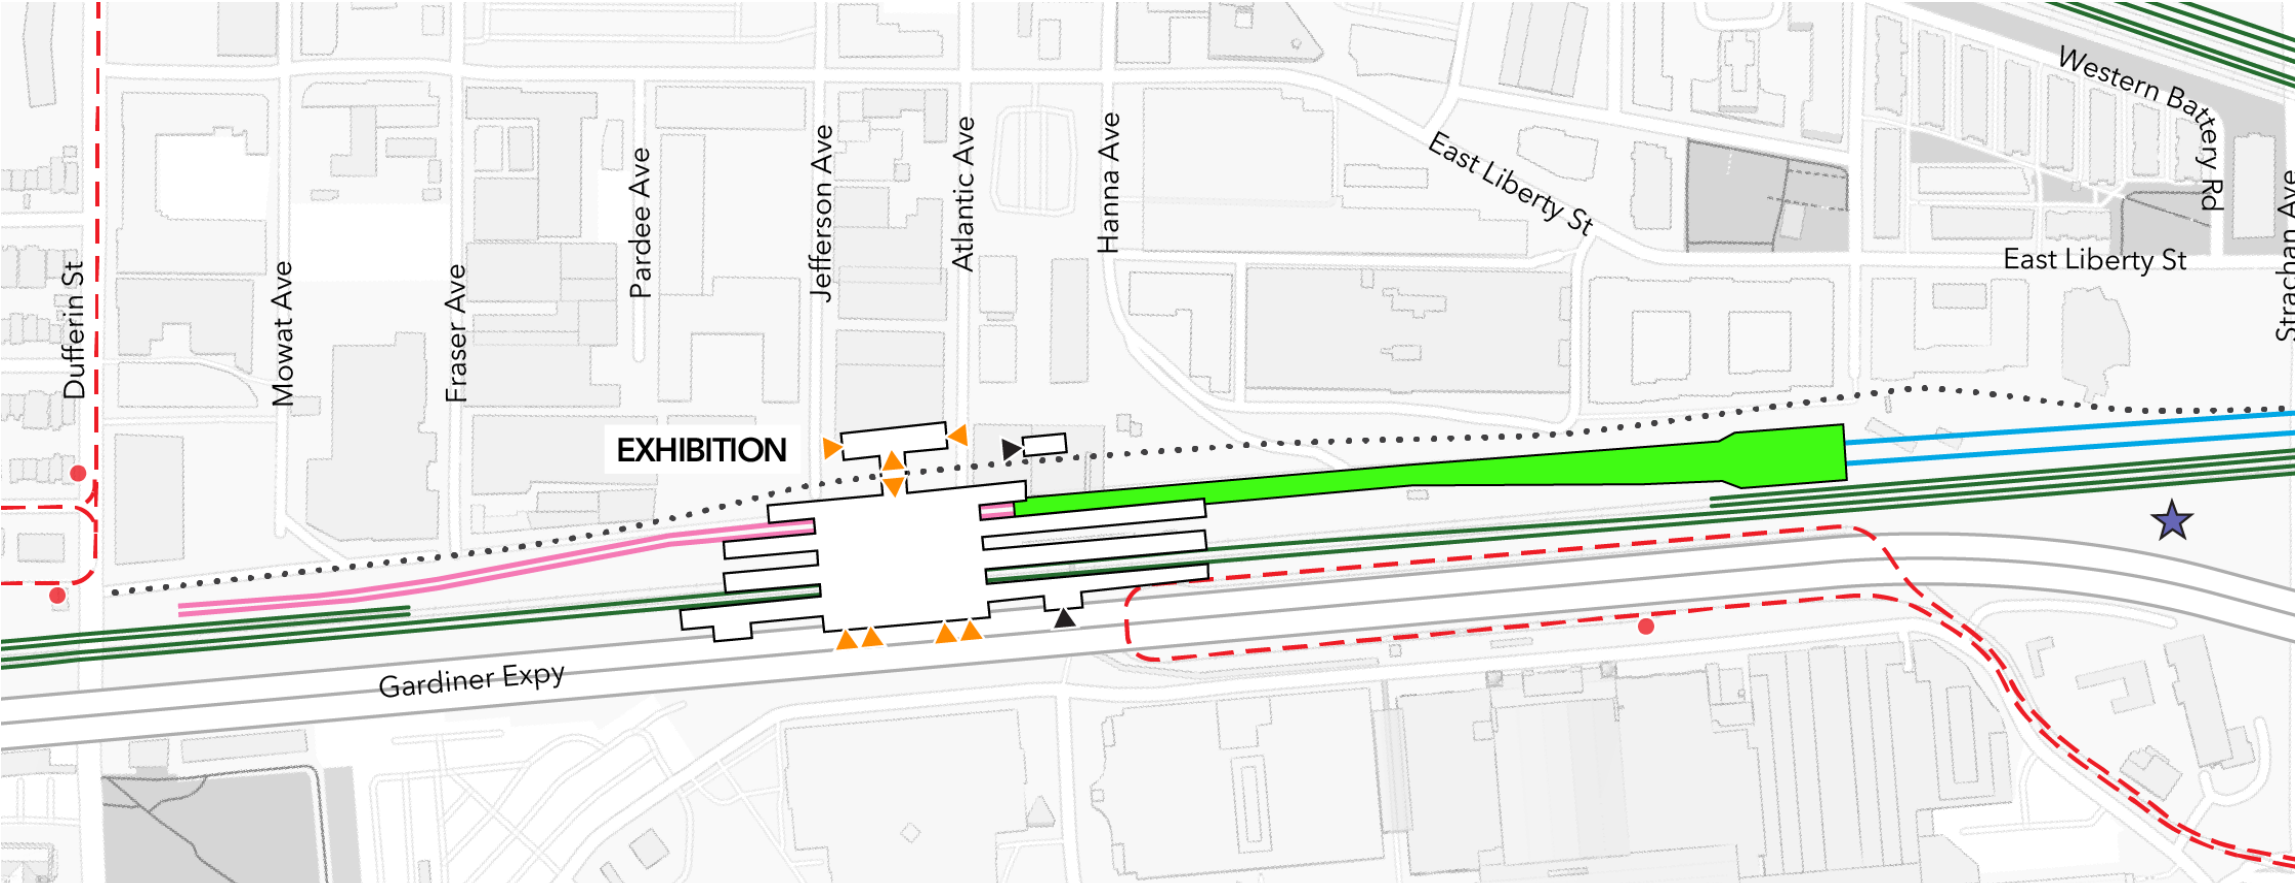 Western Battery Rd
East Liberty St
Strachan Ave
Jefferson Ave
Atlantic Ave
Hanna Ave
Pardee Ave
East Liberty St
Dufferin St
Mowat Ave
Fraser Ave
EXHIBITION
Gardiner Expy